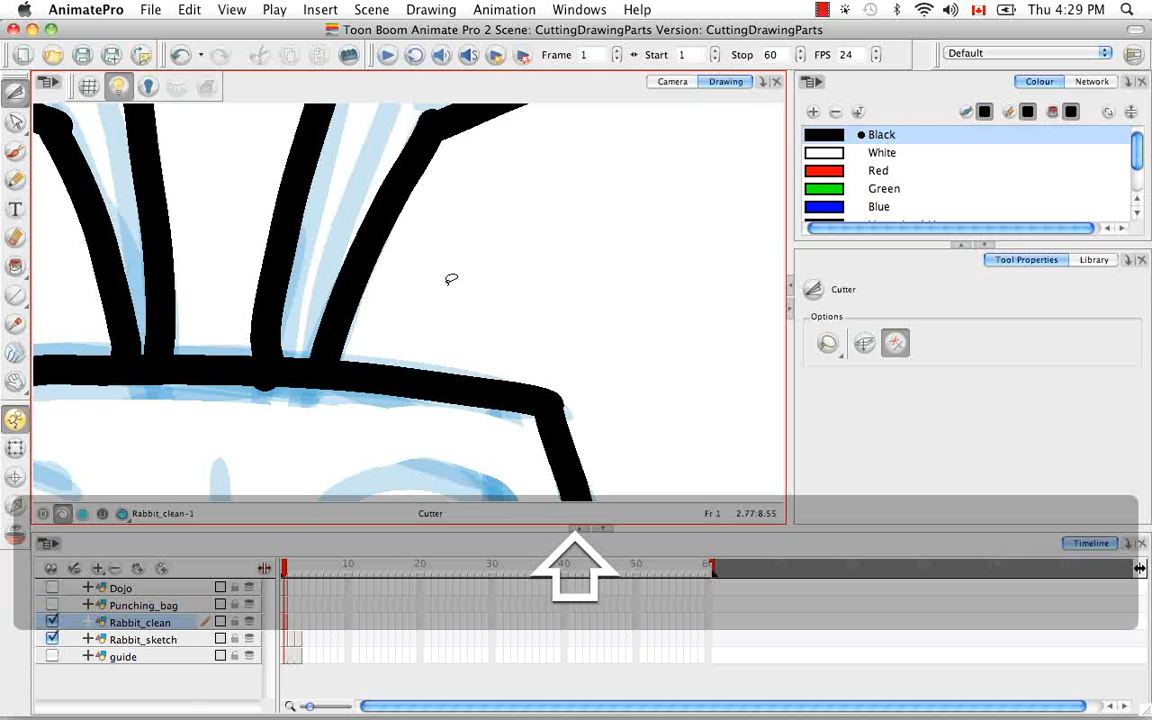 AnimatePro File Edit View Play Insert Scene Drawing Animation Windows Help Thu 4:29 PM
Toon Boom Animate Pro 2 Scene: CuttingDrawingParts Version: CuttingDrawingParts
Frame 1 Start 1 Stop 60 FPS 24 Default
Camera Drawing Colour Network
Black
White
Red
Green
Blue
Tool Properties Library
Cutter
Options
Rabbit_clean-1 Cutter Fr 1 2.77:8.55
Timeline
10 20 30 40 50 60
Dojo
Punching_bag
Rabbit_clean
Rabbit_sketch
guide
T